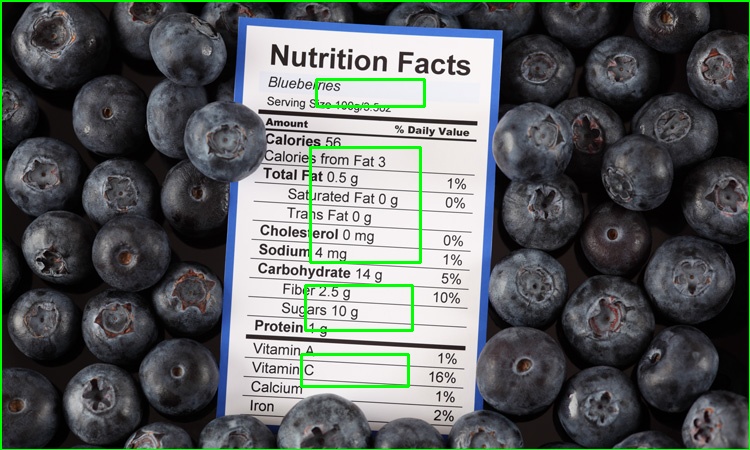 Nutrition Facts
Blueberries
Serving Size 100g/3.5oz
Amount % Daily Value
Calories 56
Calories from Fat 3
Total Fat 0.5 g 1%
Saturated Fat 0 g 0%
Trans Fat 0 g
Cholesterol 0 mg 0%
Sodium 4 mg 1%
Carbohydrate 14 g 5%
Fiber 2.5 g 10%
Sugars 10 g
Protein 1 g
Vitamin A 1%
Vitamin C 16%
Calcium 1%
Iron 2%